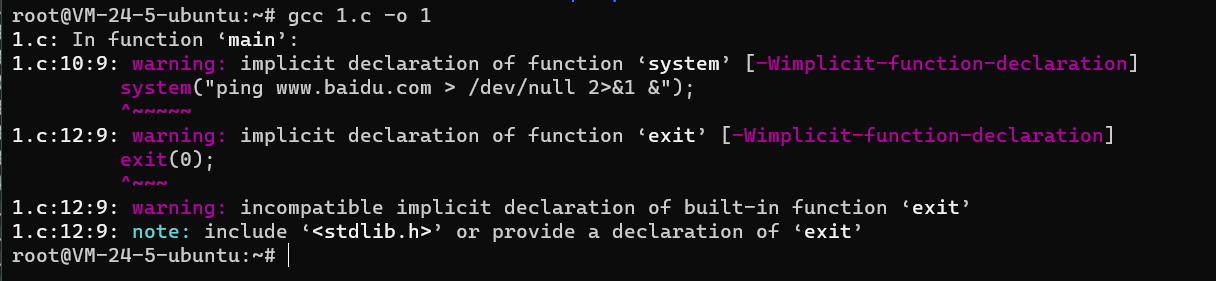 root@VM-24-5-ubuntu:~# gcc 1.c -o 1
1.c: In function ‘main’:
1.c:10:9: warning: implicit declaration of function ‘system’ [-Wimplicit-function-declaration]
         system("ping www.baidu.com > /dev/null 2>&1 &");
         ^~~~~~
1.c:12:9: warning: implicit declaration of function ‘exit’ [-Wimplicit-function-declaration]
         exit(0);
         ^~~~
1.c:12:9: warning: incompatible implicit declaration of built-in function ‘exit’
1.c:12:9: note: include ‘<stdlib.h>’ or provide a declaration of ‘exit’
root@VM-24-5-ubuntu:~#